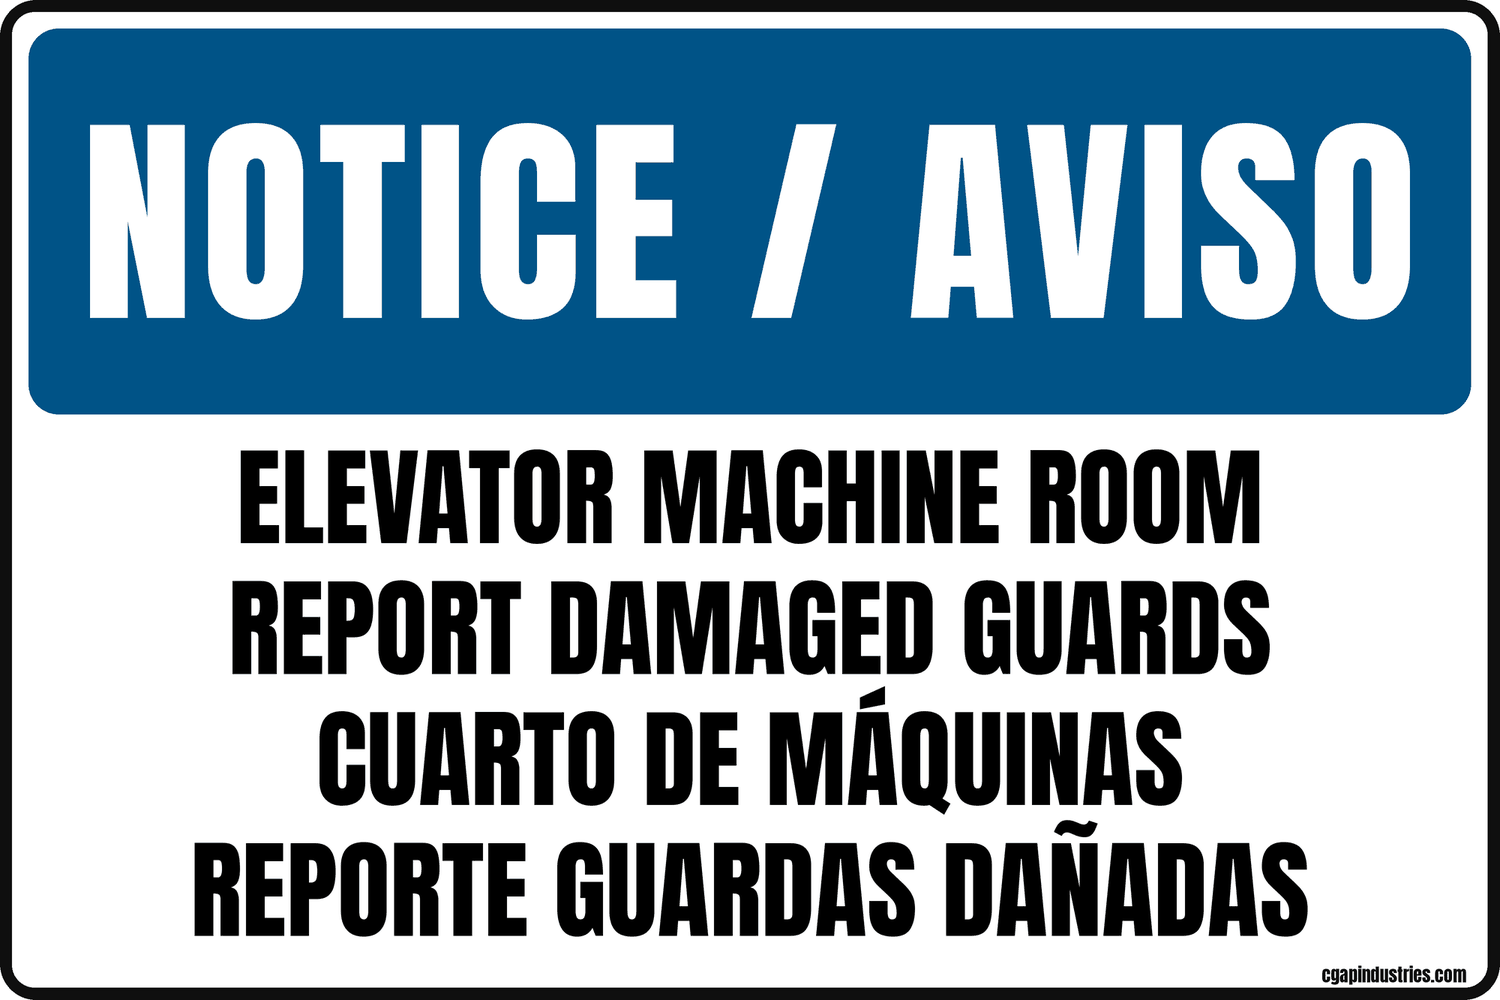 NOTICE / AVISO
ELEVATOR MACHINE ROOM
REPORT DAMAGED GUARDS
CUARTO DE MÁQUINAS
REPORTE GUARDAS DAÑADAS
cgapindustries.com